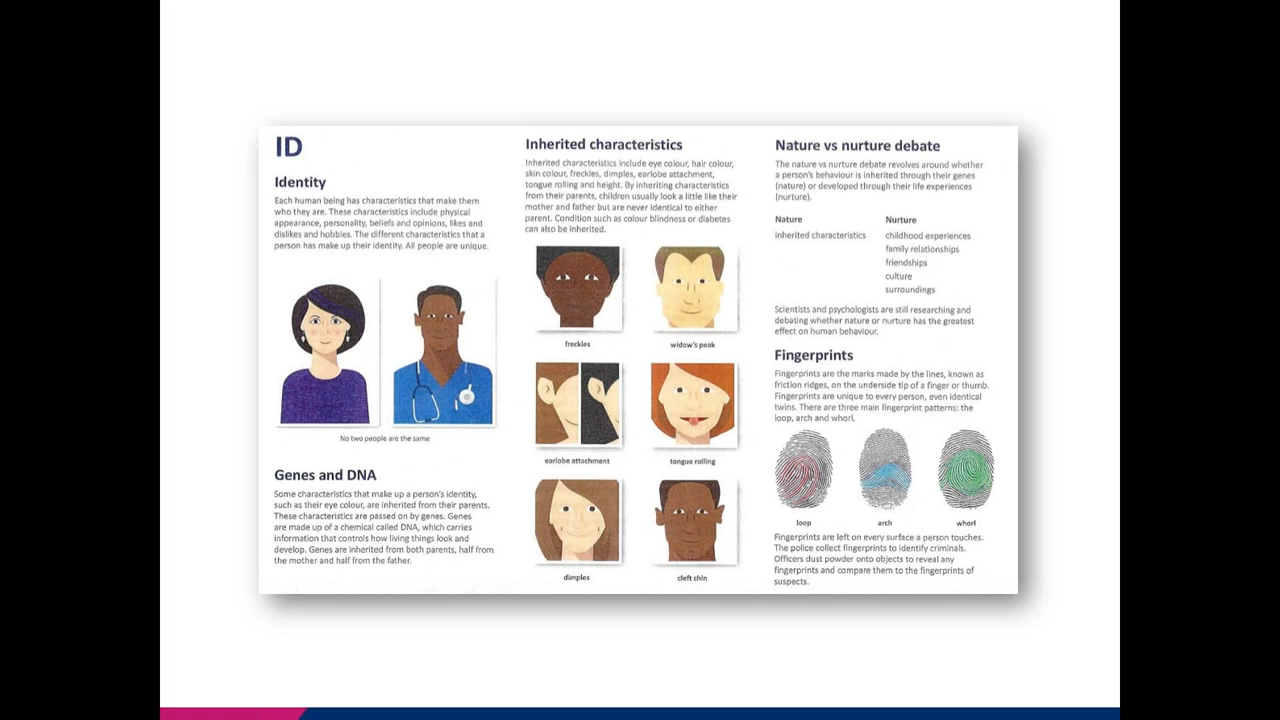 ID
Identity
Each human being has characteristics that make them
who they are. These characteristics include physical
appearance, personality, beliefs and opinions, likes and
dislikes and hobbies. The different characteristics that a
person has make up their identity. All people are unique.
No two people are the same
Genes and DNA
Some characteristics that make up a person's identity,
such as their eye colour, are inherited from their parents.
These characteristics are passed on by genes. Genes
are made up of a chemical called DNA, which carries
information that controls how living things look and
develop. Genes are inherited from both parents, half from
the mother and half from the father.
Inherited characteristics
Inherited characteristics include eye colour, hair colour,
skin colour, freckles, dimples, earlobe attachment,
tongue rolling and height. By inheriting characteristics
from their parents, children usually look a little like their
mother and father but are never identical to either
parent. Condition such as colour blindness or diabetes
can also be inherited.
freckles
widow's peak
earlobe attachment
tongue rolling
dimples
cleft chin
Nature vs nurture debate
The nature vs nurture debate revolves around whether
a person's behaviour is inherited through their genes
(nature) or developed through their life experiences
(nurture).
Nature
Nurture
inherited characteristics
childhood experiences
family relationships
friendships
culture
surroundings
Scientists and psychologists are still researching and
debating whether nature or nurture has the greatest
effect on human behaviour.
Fingerprints
Fingerprints are the marks made by the lines, known as
friction ridges, on the underside tip of a finger or thumb.
Fingerprints are unique to every person, even identical
twins. There are three main fingerprint patterns: the
loop, arch and whorl.
loop
arch
whorl
Fingerprints are left on every surface a person touches.
The police collect fingerprints to identify criminals.
Officers dust powder onto objects to reveal any
fingerprints and compare them to the fingerprints of
suspects.